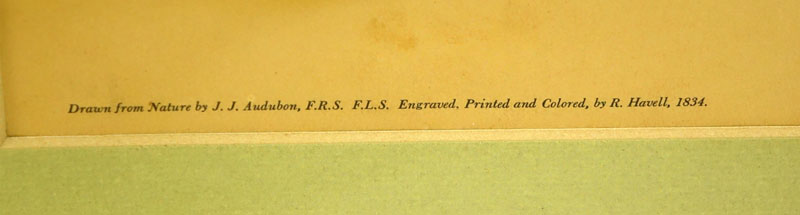 Drawn from Nature by J. J. Audubon, F.R.S. F.L.S. Engraved, Printed and Colored, by R. Havell, 1834.